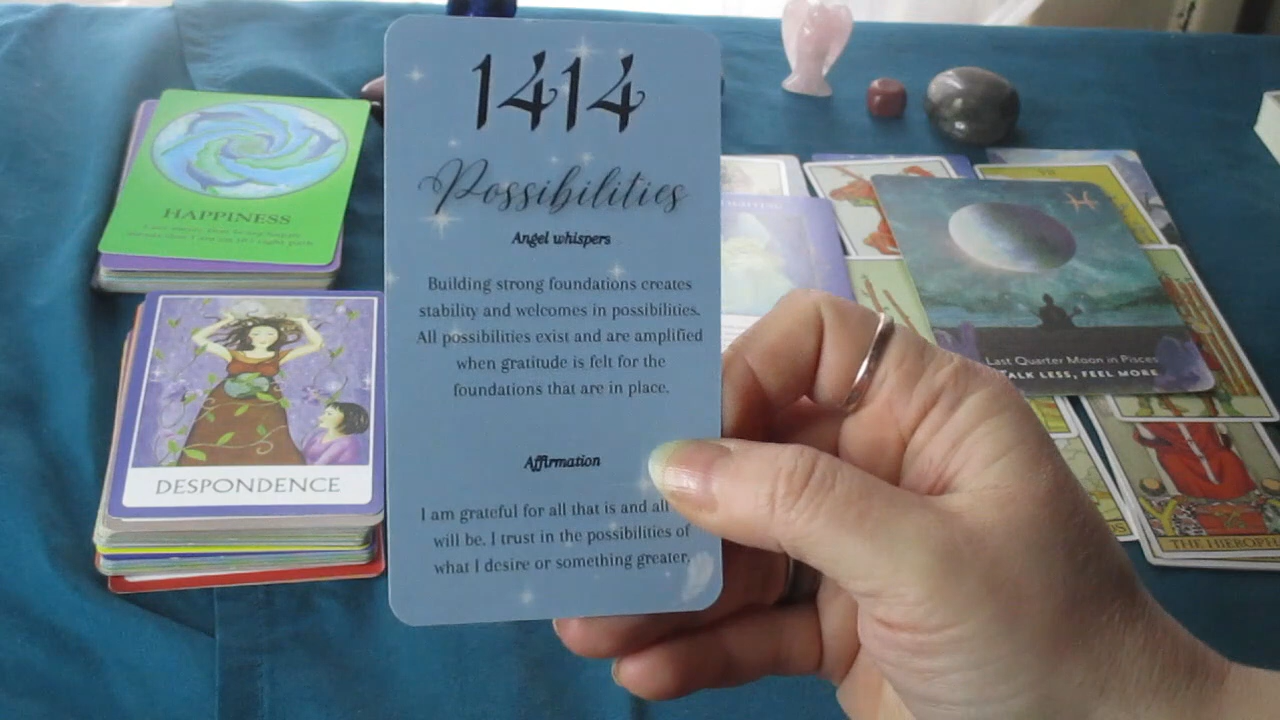 1414
Possibilities
Angel whispers
Building strong foundations creates
stability and welcomes in possibilities.
All possibilities exist and are amplified
when gratitude is felt for the
foundations that are in place.
Affirmation
I am grateful for all that is and all
will be. I trust in the possibilities of
what I desire or something greater.
HAPPINESS
DESPONDENCE
VII
Last Quarter Moon in Pisces
ALK LESS, FEEL MORE
THE HIEROPH